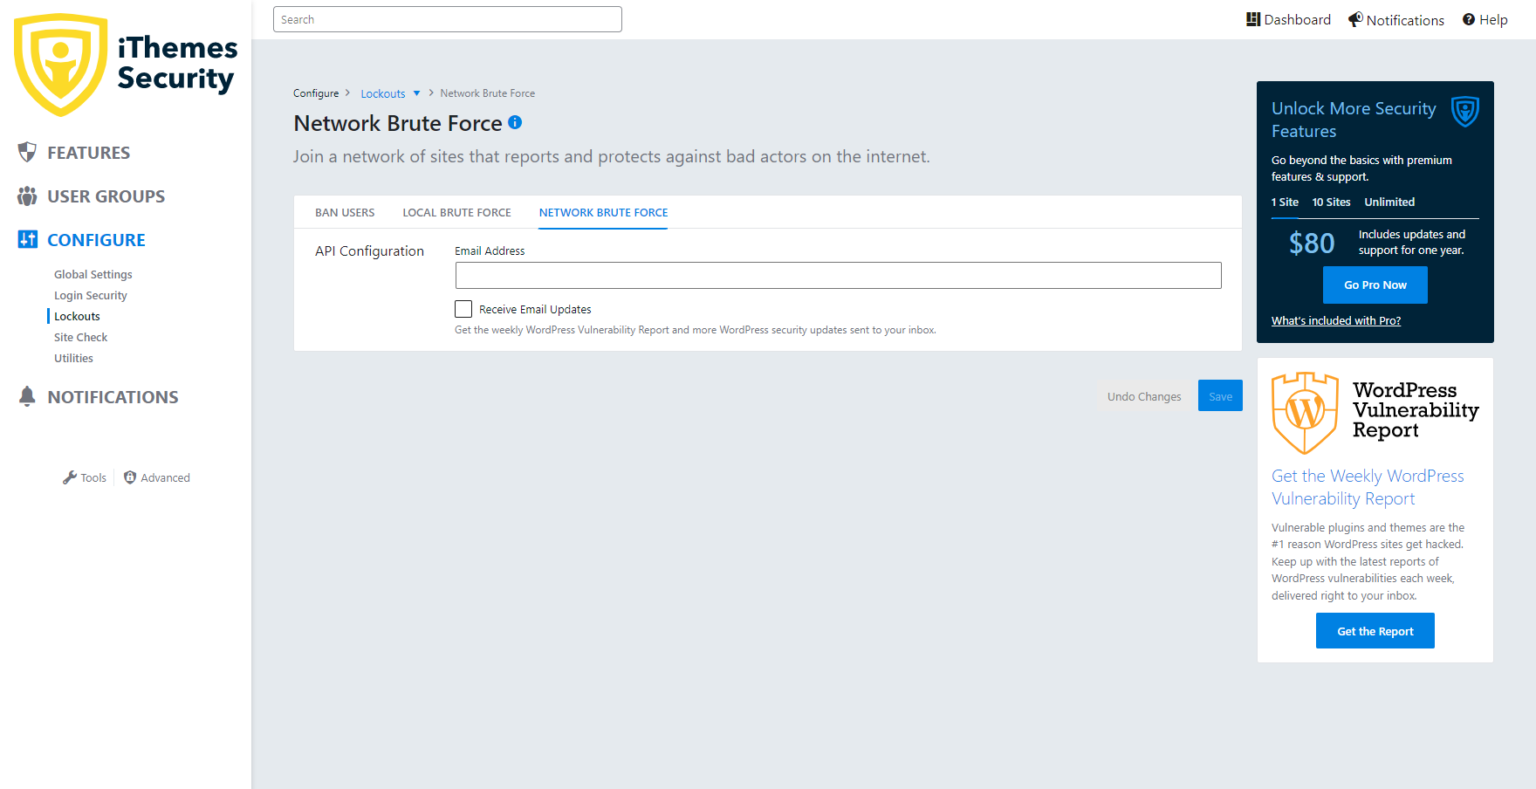 iThemes
Security
Search
Dashboard
Notifications
Help
FEATURES
USER GROUPS
CONFIGURE
Global Settings
Login Security
Lockouts
Site Check
Utilities
NOTIFICATIONS
Tools
Advanced
Configure > Lockouts > Network Brute Force
Network Brute Force
Join a network of sites that reports and protects against bad actors on the internet.
BAN USERS
LOCAL BRUTE FORCE
NETWORK BRUTE FORCE
API Configuration
Email Address
Receive Email Updates
Get the weekly WordPress Vulnerability Report and more WordPress security updates sent to your inbox.
Undo Changes
Save
Unlock More Security
Features
Go beyond the basics with premium
features & support.
1 Site 10 Sites Unlimited
$80
Includes updates and
support for one year.
Go Pro Now
What's included with Pro?
WordPress
Vulnerability
Report
Get the Weekly WordPress
Vulnerability Report
Vulnerable plugins and themes are the
#1 reason WordPress sites get hacked.
Keep up with the latest reports of
WordPress vulnerabilities each week,
delivered right to your inbox.
Get the Report